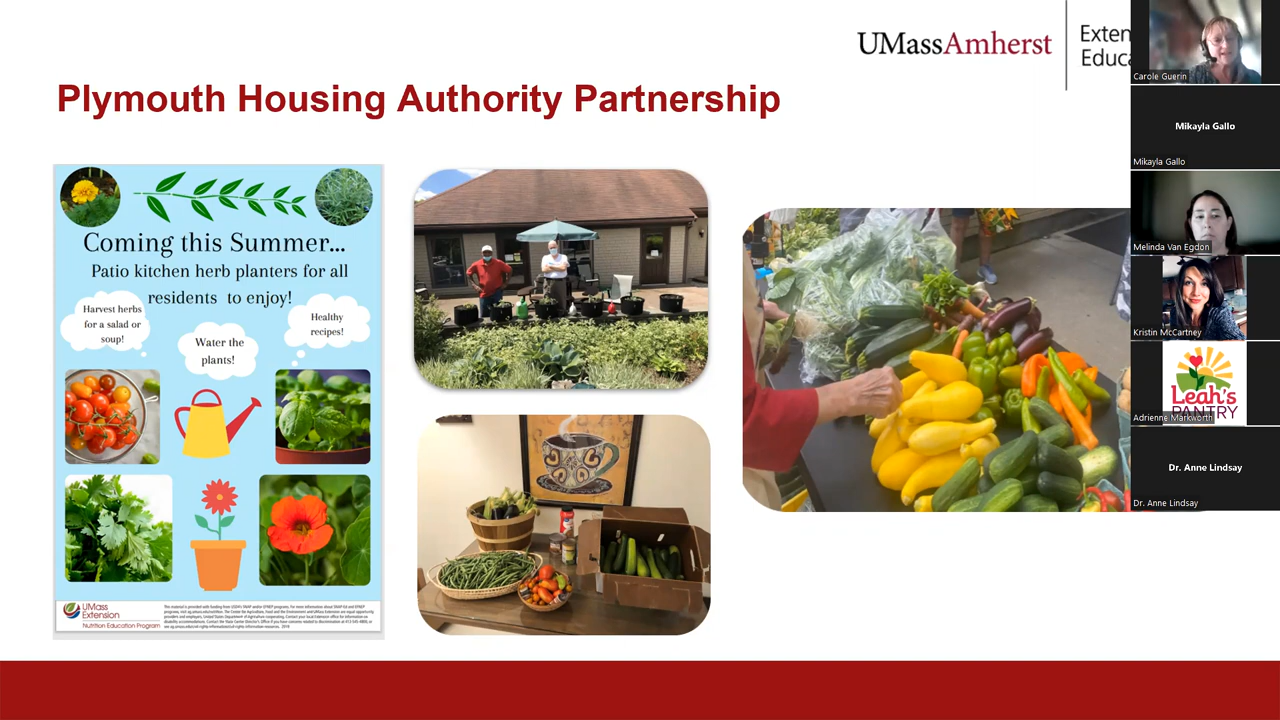 UMassAmherst
Exten
Educa
Plymouth Housing Authority Partnership
Coming this Summer...
Patio kitchen herb planters for all
residents to enjoy!
Harvest herbs
for a salad or
soup!
Water the
plants!
Healthy
recipes!
UMass
Extension
Nutrition Education Program
Carole Guerin
Mikayla Gallo
Mikayla Gallo
Melinda Van Egdon
Kristin McCartney
Leah's
PANTRY
Adrienne Markworth
Dr. Anne Lindsay
Dr. Anne Lindsay